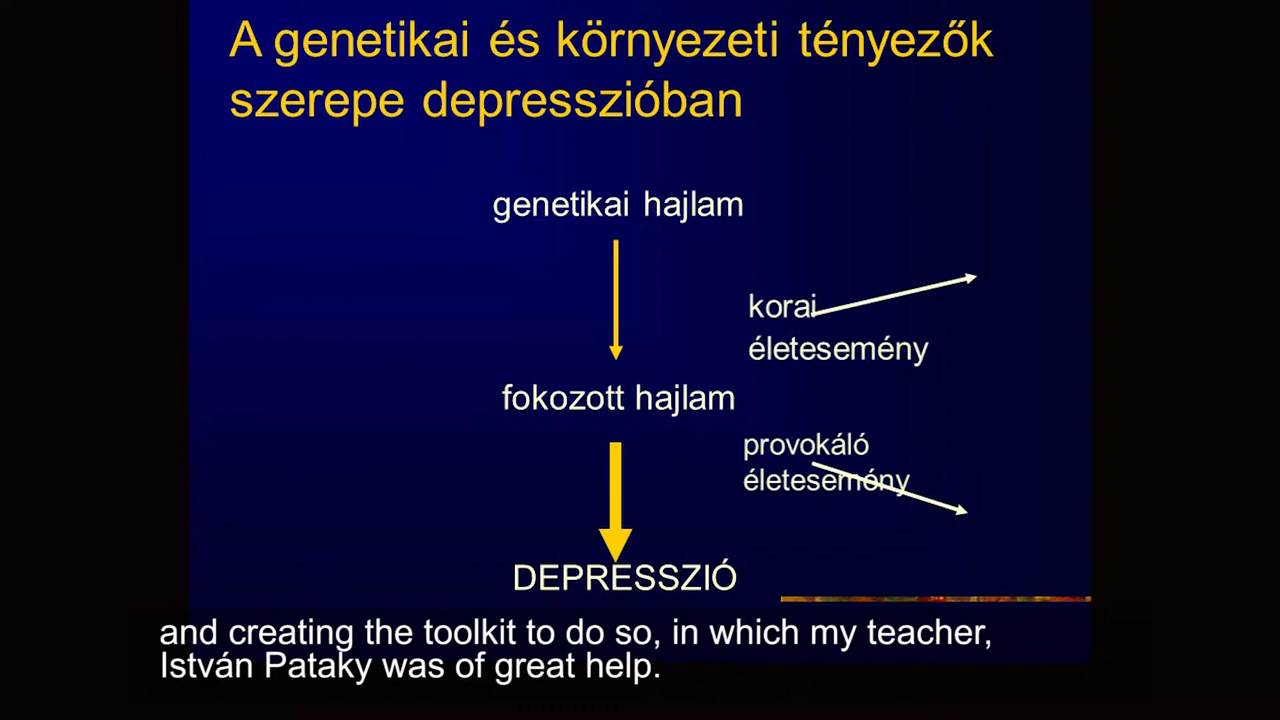 A genetikai és környezeti tényezők
szerepe depresszióban
genetikai hajlam
korai
életesemény
fokozott hajlam
provokáló
életesemény
DEPRESSZIÓ
and creating the toolkit to do so, in which my teacher,
István Pataky was of great help.